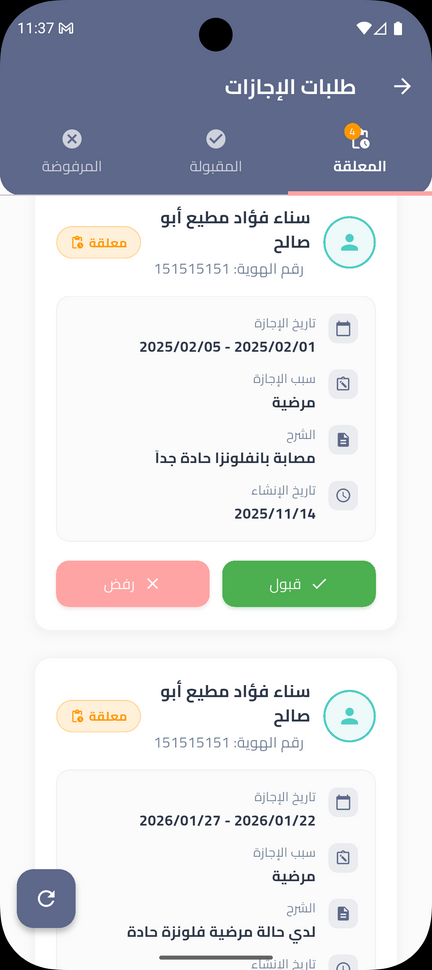 11:37
طلبات الإجازات
4
المعلقة
المقبولة
المرفوضة
سناء فؤاد مطيع أبو
صالح
معلقة
رقم الهوية: 151515151
تاريخ الإجازة
2025/02/05 - 2025/02/01
سبب الإجازة
مرضية
الشرح
مصابة بانفلونزا حادة جداً
تاريخ الإنشاء
2025/11/14
قبول
رفض
سناء فؤاد مطيع أبو
صالح
معلقة
رقم الهوية: 151515151
تاريخ الإجازة
2026/01/27 - 2026/01/22
سبب الإجازة
مرضية
الشرح
لدي حالة مرضية فلونزة حادة
تاريخ الإنشاء